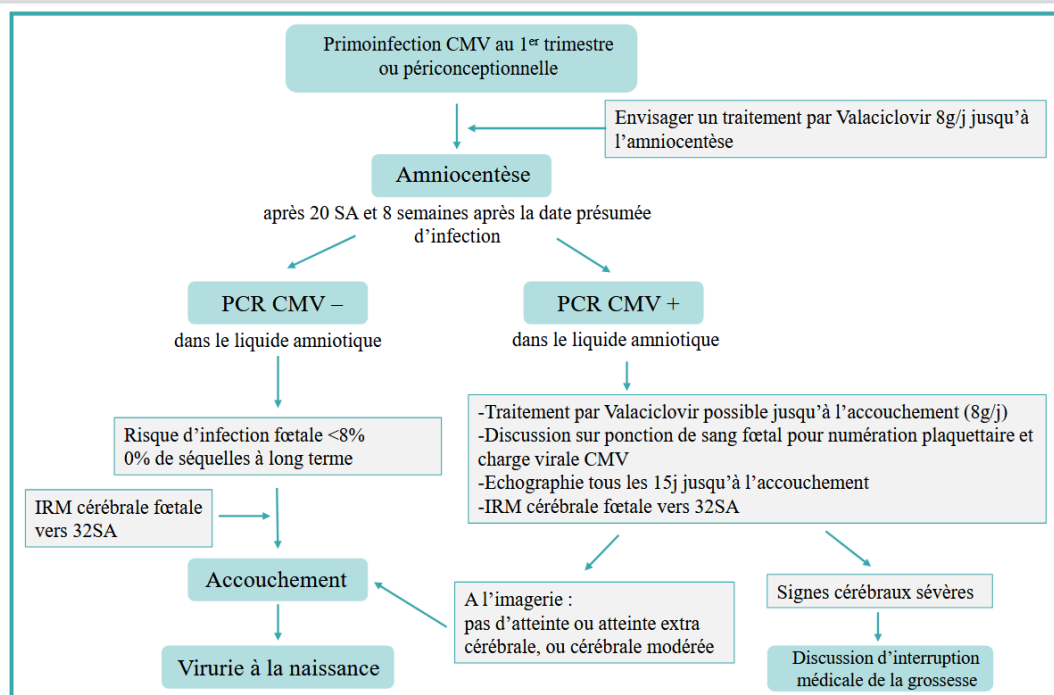 Primoinfection CMV au 1er trimestre
ou périconceptionnelle
Envisager un traitement par Valaciclovir 8g/j jusqu’à
l’amniocentèse
Amniocentèse
après 20 SA et 8 semaines après la date présumée
d’infection
PCR CMV –
dans le liquide amniotique
PCR CMV +
dans le liquide amniotique
Risque d’infection fœtale <8%
0% de séquelles à long terme
-Traitement par Valaciclovir possible jusqu’à l’accouchement (8g/j)
-Discussion sur ponction de sang fœtal pour numération plaquettaire et
charge virale CMV
-Echographie tous les 15j jusqu’à l’accouchement
-IRM cérébrale fœtale vers 32SA
IRM cérébrale fœtale
vers 32SA
Accouchement
A l’imagerie :
pas d’atteinte ou atteinte extra
cérébrale, ou cérébrale modérée
Signes cérébraux sévères
Virurie à la naissance
Discussion d’interruption
médicale de la grossesse